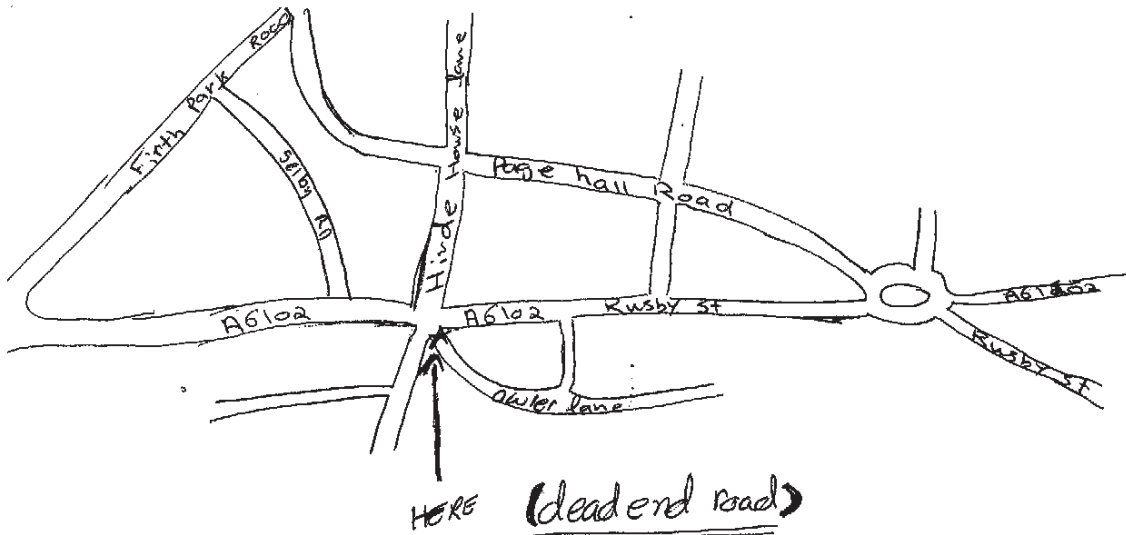 Firth Park Road
Hinde House Lane
Selby Rd
Page hall Road
A6102
A6102
Rusby St
A6102
Rusby St
owler lane
HERE (dead end road)